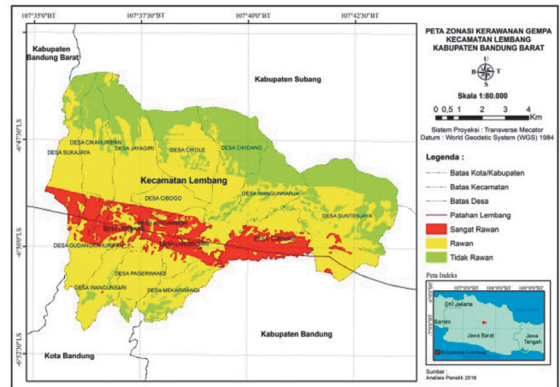 107°35'0"BT
107°37'30"BT
107°40'0"BT
107°42'30"BT
Kabupaten
Bandung Barat
Kabupaten Subang
DESA CIKAHURIPAN
DESA SUKAJAYA
DESA JAYAGIRI
DESA CIKOLE
DESA CIKIDANG
Kecamatan Lembang
DESA WANGUNHARJA
DESA CIBOGO
DESA SUNTENJAYA
DESA GUDANGKAHURIPAN
DESA PAGERWANGI
DESA WANGUNSARI
DESA MEKARWANGI
Kabupaten Bandung
Kota Bandung
PETA ZONASI KERAWANAN GEMPA
KECAMATAN LEMBANG
KABUPATEN BANDUNG BARAT
U
B T
S
Skala 1:80.000
0 0,5 1 2 3 4
Km
Sistem Proyeksi : Transverse Mecator
Datum : World Geodetic System (WGS) 1984
Legenda :
Batas Kota/Kabupaten
Batas Kecamatan
Batas Desa
Patahan Lembang
Sangat Rawan
Rawan
Tidak Rawan
Peta Indeks
DKI Jakarta
Banten
Jawa Barat
Jawa
Tengah
Sumber :
Analisis Peneliti 2016